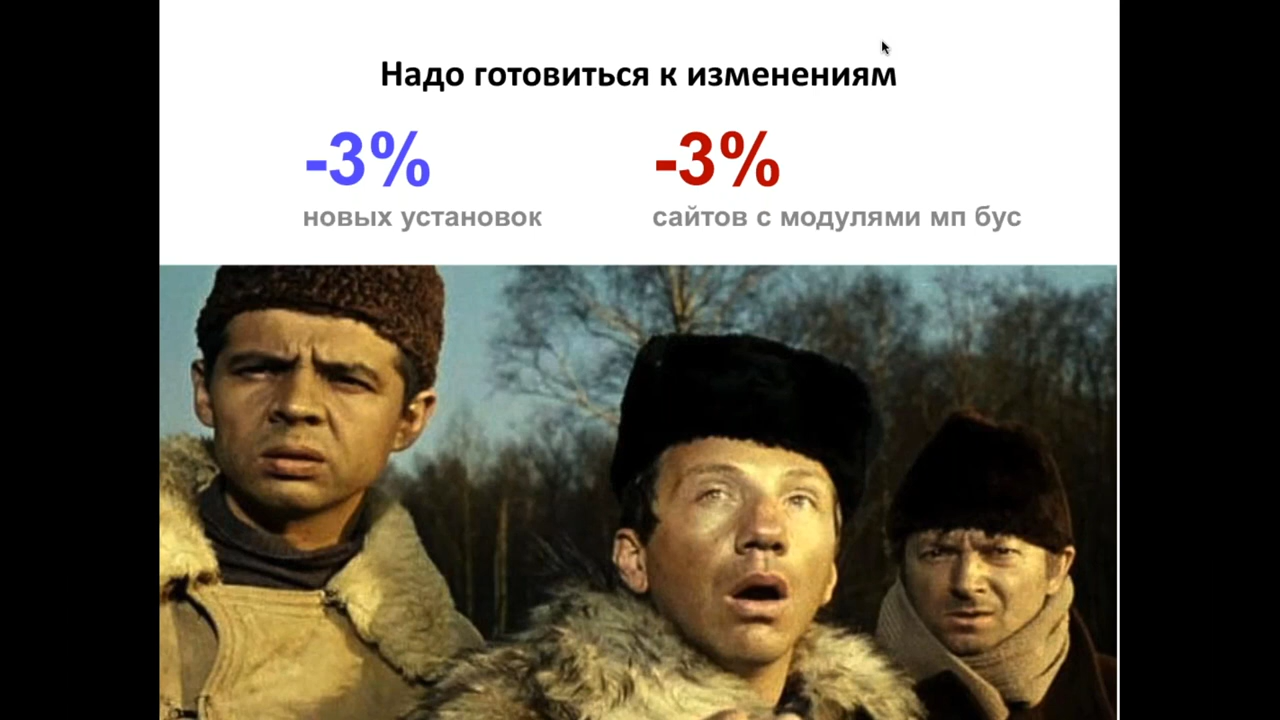 Надо готовиться к изменениям
-3% -3%
новых установок сайтов с модулями мп бус